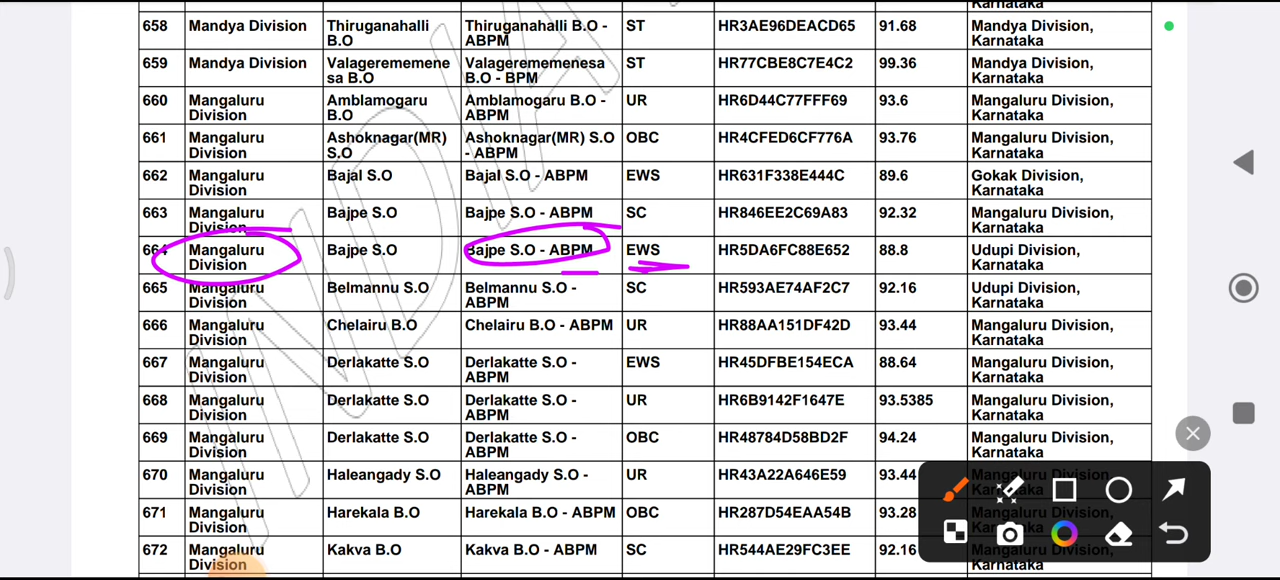 Karnataka
658 Mandya Division Thiruganahalli B.O Thiruganahalli B.O - ABPM ST HR3AE96DEACD65 91.68 Mandya Division, Karnataka
659 Mandya Division Valagerememene sa B.O Valagerememenesa B.O - BPM ST HR77CBE8C7E4C2 99.36 Mandya Division, Karnataka
660 Mangaluru Division Amblamogaru B.O Amblamogaru B.O - ABPM UR HR6D44C77FFF69 93.6 Mangaluru Division, Karnataka
661 Mangaluru Division Ashoknagar(MR) S.O Ashoknagar(MR) S.O - ABPM OBC HR4CFED6CF776A 93.76 Mangaluru Division, Karnataka
662 Mangaluru Division Bajal S.O Bajal S.O - ABPM EWS HR631F338E444C 89.6 Gokak Division, Karnataka
663 Mangaluru Division Bajpe S.O Bajpe S.O - ABPM SC HR846EE2C69A83 92.32 Mangaluru Division, Karnataka
664 Mangaluru Division Bajpe S.O Bajpe S.O - ABPM EWS HR5DA6FC88E652 88.8 Udupi Division, Karnataka
665 Mangaluru Division Belmannu S.O Belmannu S.O - ABPM SC HR593AE74AF2C7 92.16 Udupi Division, Karnataka
666 Mangaluru Division Chelairu B.O Chelairu B.O - ABPM UR HR88AA151DF42D 93.44 Mangaluru Division, Karnataka
667 Mangaluru Division Derlakatte S.O Derlakatte S.O - ABPM EWS HR45DFBE154ECA 88.64 Mangaluru Division, Karnataka
668 Mangaluru Division Derlakatte S.O Derlakatte S.O - ABPM UR HR6B9142F1647E 93.5385 Mangaluru Division, Karnataka
669 Mangaluru Division Derlakatte S.O Derlakatte S.O - ABPM OBC HR48784D58BD2F 94.24 Mangaluru Division, Karnataka
670 Mangaluru Division Haleangady S.O Haleangady S.O - ABPM UR HR43A22A646E59 93.44 Mangaluru Division, Karnataka
671 Mangaluru Division Harekala B.O Harekala B.O - ABPM OBC HR287D54EAA54B 93.28 Mangaluru Division, Karnataka
672 Mangaluru Division Kakva B.O Kakva B.O - ABPM SC HR544AE29FC3EE 92.16 Mangaluru Division, Karnataka